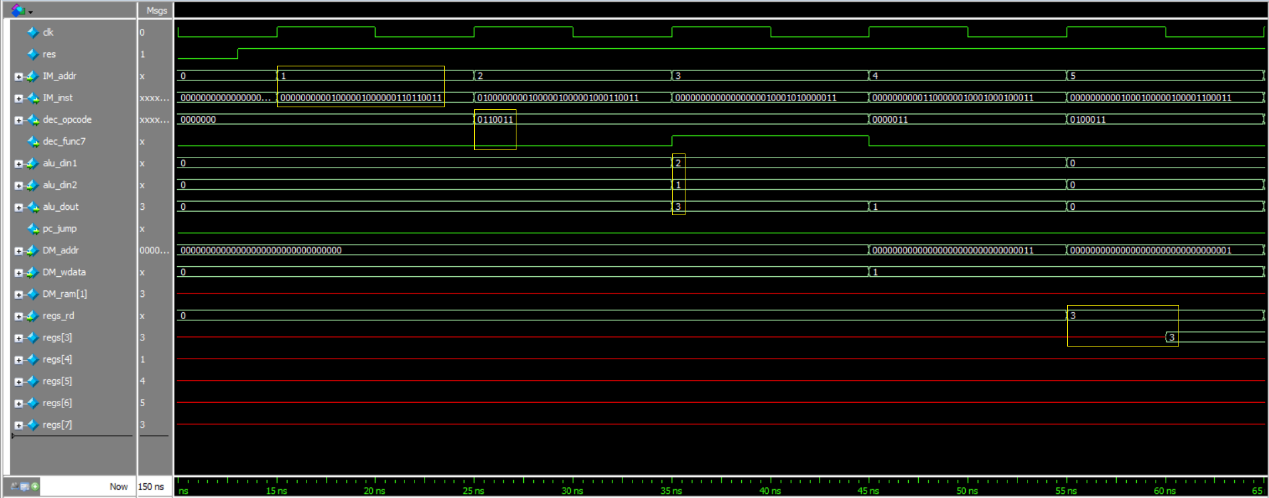 Msgs
clk 0
res 1
IM_addr x 0 1 2 3 4 5
IM_inst xxxx... 0000000000000000... 00000000001000001000000110110011 01000000001000001000001000110011 00000000000000000010001010000011 00000000001100000010001000100011 00000000001000100000100001100011
dec_opcode xxxx... 0000000 0110011 0000011 0100011
dec_func7 x
alu_din1 x 0 2 0
alu_din2 x 0 1 0
alu_dout 3 0 3 1 0
pc_jump x
DM_addr 0000... 00000000000000000000000000000000 00000000000000000000000000000011 00000000000000000000000000000001
DM_wdata x 0 1
DM_ram[1] 3
regs_rd x 0 3
regs[3] 3 3
regs[4] 1
regs[5] 4
regs[6] 5
regs[7] 3
Now 150 ns ns 15 ns 20 ns 25 ns 30 ns 35 ns 40 ns 45 ns 50 ns 55 ns 60 ns 65